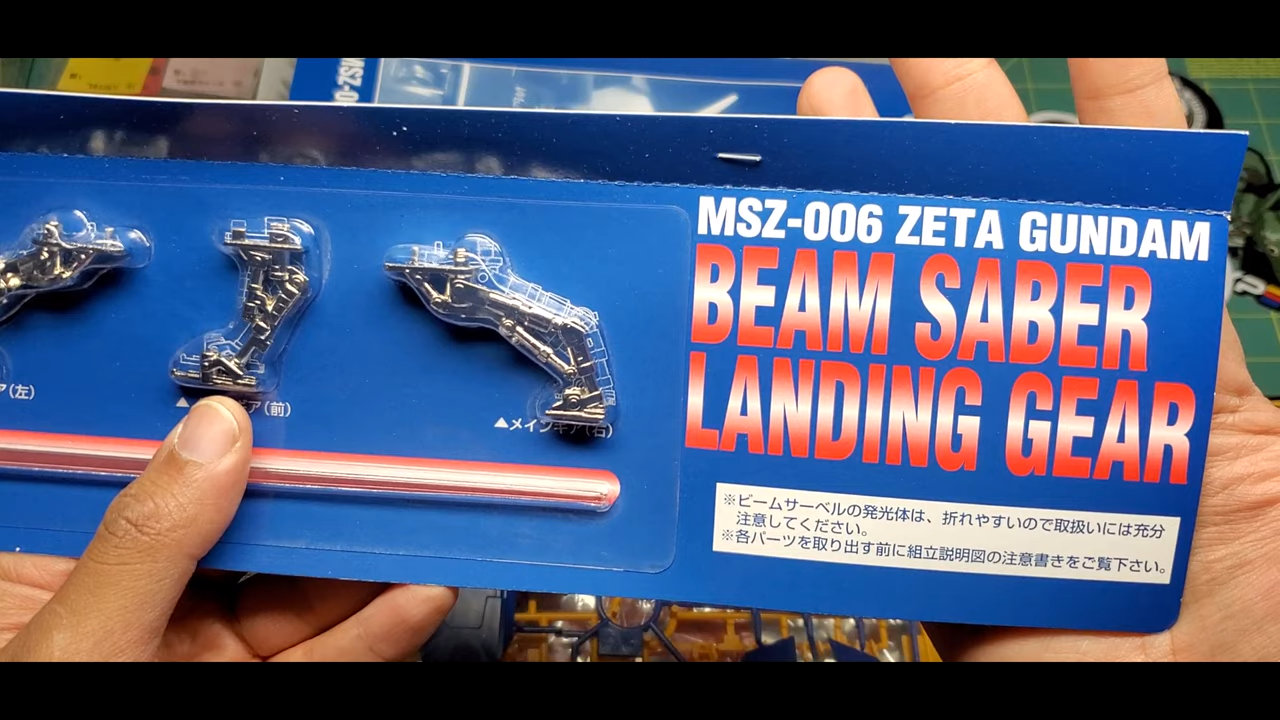 MSZ-0
MSZ-006 ZETA GUNDAM
BEAM SABER
LANDING GEAR
ア(左)
▲
ア(前)
▲メインギア(右)
※ビームサーベルの発光体は、折れやすいので取扱いには充分
注意してください。
※各パーツを取り出す前に組立説明図の注意書きをご覧下さい。